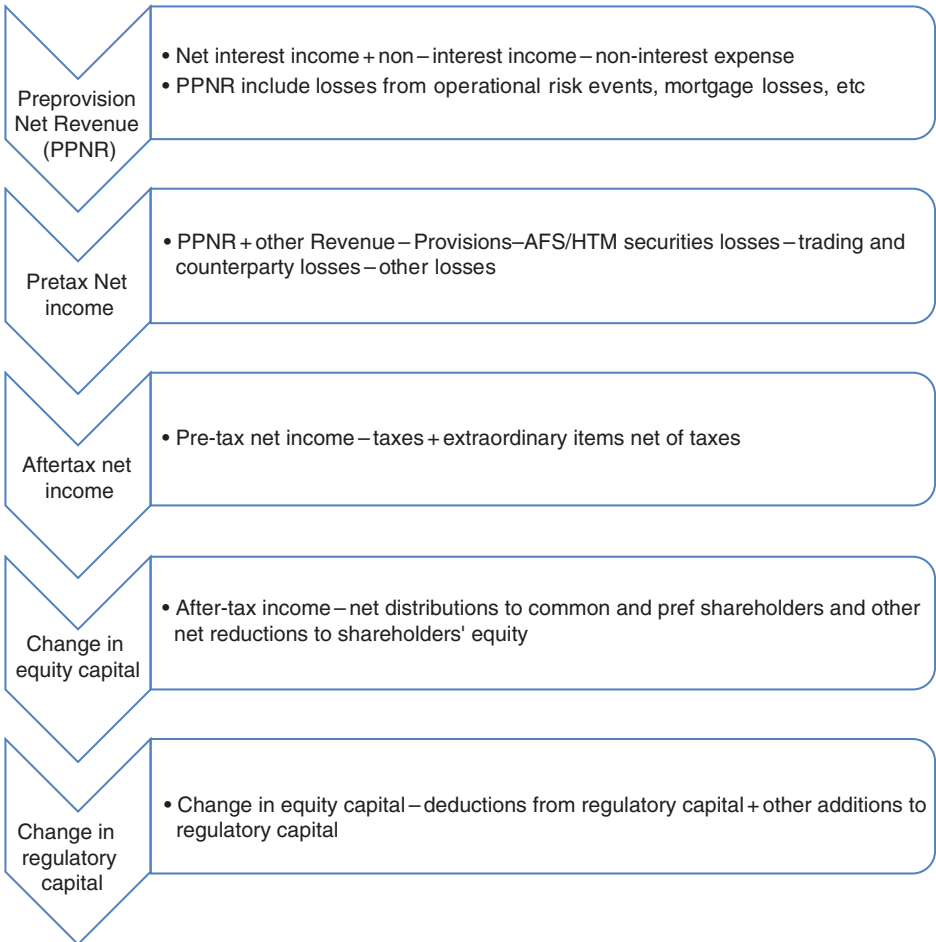 Preprovision
Net Revenue
(PPNR)
• Net interest income + non – interest income – non-interest expense
• PPNR include losses from operational risk events, mortgage losses, etc
Pretax Net
income
• PPNR + other Revenue – Provisions–AFS/HTM securities losses – trading and
counterparty losses – other losses
Aftertax net
income
• Pre-tax net income – taxes + extraordinary items net of taxes
Change in
equity capital
• After-tax income – net distributions to common and pref shareholders and other
net reductions to shareholders' equity
Change in
regulatory
capital
• Change in equity capital – deductions from regulatory capital + other additions to
regulatory capital